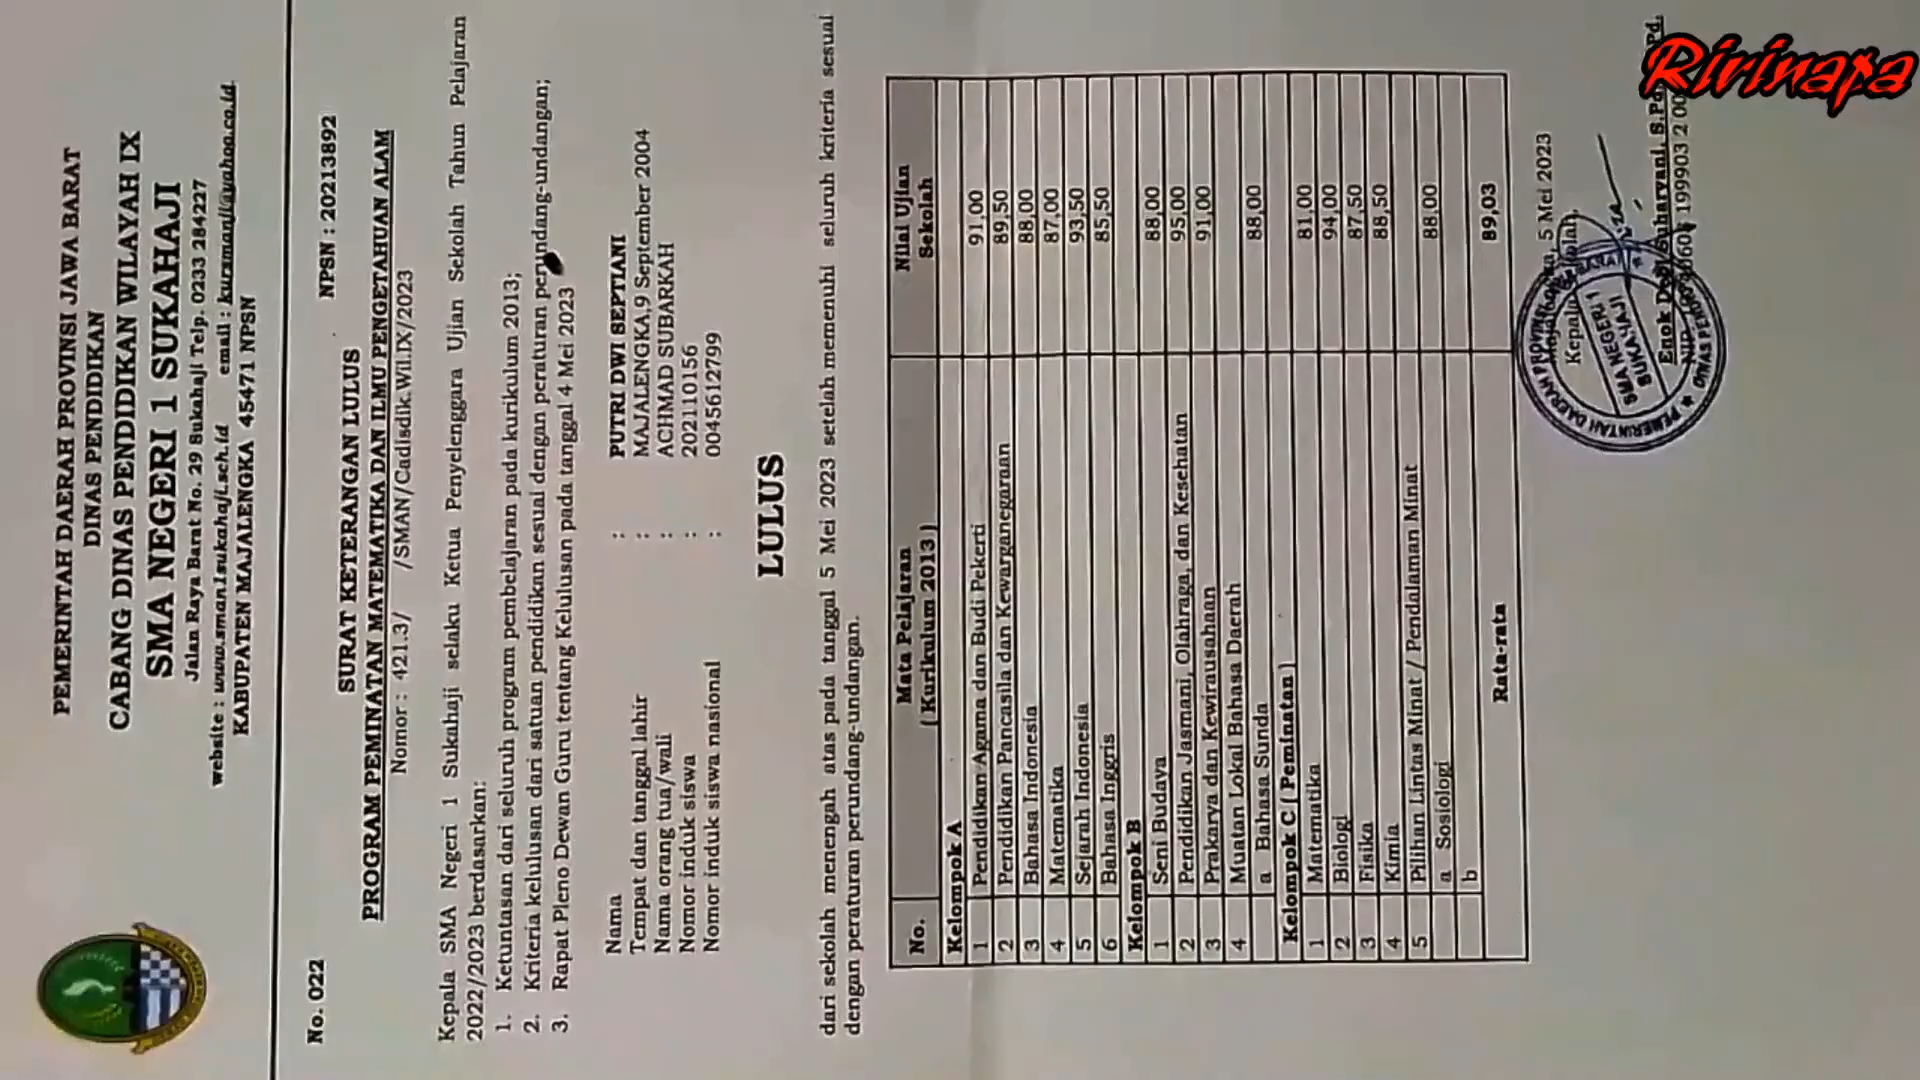 PEMERINTAH DAERAH PROVINSI JAWA BARAT
DINAS PENDIDIKAN
CABANG DINAS PENDIDIKAN WILAYAH IX
SMA NEGERI 1 SUKAHAJI
Jalan Raya Barat No. 29 Sukahaji Telp. 0233 284227
website : www.sman1sukahaji.sch.id email :
KABUPATEN MAJALENGKA 45471 NPSN
No. 022 NPSN : 20213892
SURAT KETERANGAN LULUS
PROGRAM PEMINATAN MATEMATIKA DAN ILMU PENGETAHUAN ALAM
Nomor : 421.3/ /SMAN/Cadisdik.Wil.IX/2023
Kepala SMA Negeri 1 Sukahaji selaku Ketua Penyelenggara Ujian Sekolah Tahun Pelajaran
2022/2023 berdasarkan:
1. Ketuntasan dari seluruh program pembelajaran pada kurikulum 2013;
2. Kriteria kelulusan dari satuan pendidikan sesuai dengan peraturan perundang-undangan;
3. Rapat Pleno Dewan Guru tentang Kelulusan pada tanggal 4 Mei 2023
Nama : PUTRI DWI SEPTIANI
Tempat dan tanggal lahir : MAJALENGKA,9 September 2004
Nama orang tua/wali : ACHMAD SUBARKAH
Nomor induk siswa : 202110156
Nomor induk siswa nasional : 0045612799
LULUS
dari sekolah menengah atas pada tanggal 5 Mei 2023 setelah memenuhi seluruh kriteria sesuai
dengan peraturan perundang-undangan.
No. Mata Pelajaran ( Kurikulum 2013 ) Nilai Ujian Sekolah
Kelompok A
1 Pendidikan Agama dan Budi Pekerti 91,00
2 Pendidikan Pancasila dan Kewarganegaraan 89,50
3 Bahasa Indonesia 88,00
4 Matematika 87,00
5 Sejarah Indonesia 93,50
6 Bahasa Inggris 85,50
Kelompok B
1 Seni Budaya 88,00
2 Pendidikan Jasmani, Olahraga, dan Kesehatan 95,00
3 Prakarya dan Kewirausahaan 91,00
4 Muatan Lokal Bahasa Daerah
a Bahasa Sunda 88,00
Kelompok C ( Peminatan )
1 Matematika 81,00
2 Biologi 94,00
3 Fisika 87,50
4 Kimia 88,50
5 Pilihan Lintas Minat / Pendalaman Minat
a Sosiologi 88,00
b
Rata-rata 89,03
5 Mei 2023
Kepala Sekolah,
PEMERINTAH DAERAH PROVINSI
SMA NEGERI 1
SUKAHAJI
Enok
NIP. 199903 2
Ririnapa